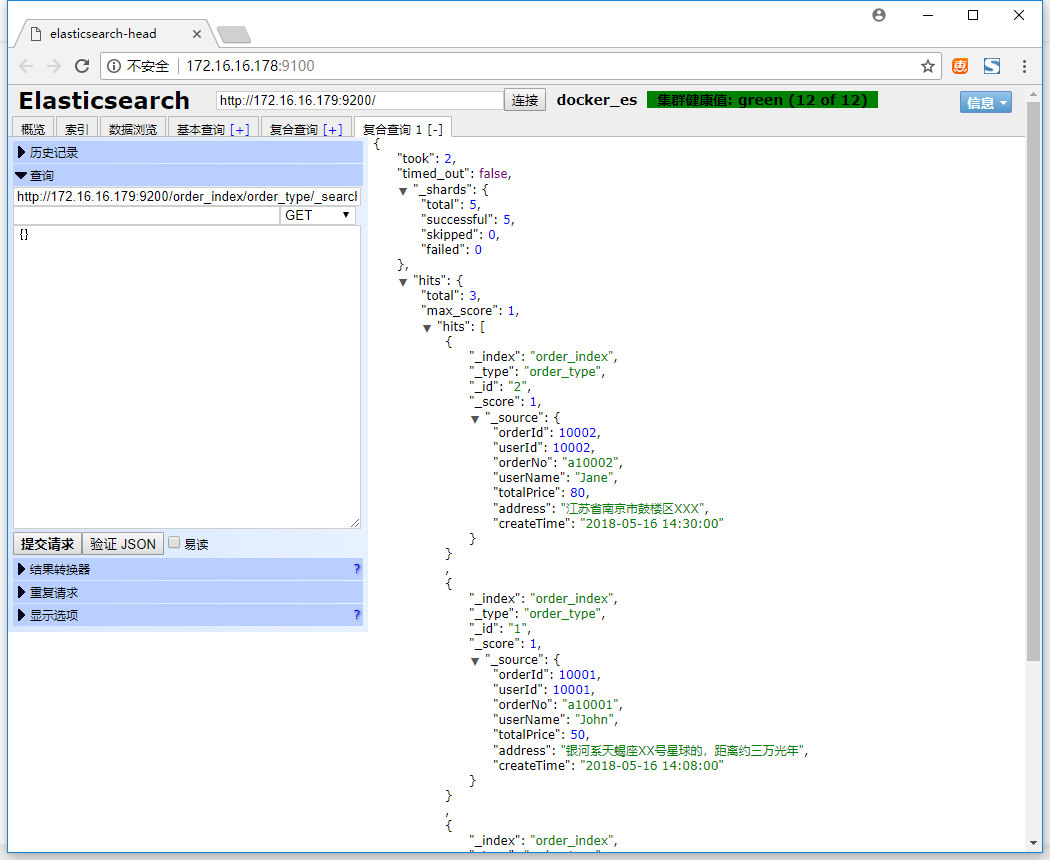 elasticsearch-head
不安全 172.16.16.178:9100
Elasticsearch http://172.16.16.179:9200/ 连接 docker_es 集群健康值: green (12 of 12) 信息
概览 索引 数据浏览 基本查询 [+] 复合查询 [+] 复合查询 1 [-]
历史记录
查询
http://172.16.16.179:9200/order_index/order_type/_search
GET
{}
提交请求 验证 JSON 易读
结果转换器 ?
重复请求
显示选项 ?
{
"took": 2,
"timed_out": false,
"_shards": {
"total": 5,
"successful": 5,
"skipped": 0,
"failed": 0
},
"hits": {
"total": 3,
"max_score": 1,
"hits": [
{
"_index": "order_index",
"_type": "order_type",
"_id": "2",
"_score": 1,
"_source": {
"orderId": 10002,
"userId": 10002,
"orderNo": "a10002",
"userName": "Jane",
"totalPrice": 80,
"address": "江苏省南京市鼓楼区XXX",
"createTime": "2018-05-16 14:30:00"
}
}
,
{
"_index": "order_index",
"_type": "order_type",
"_id": "1",
"_score": 1,
"_source": {
"orderId": 10001,
"userId": 10001,
"orderNo": "a10001",
"userName": "John",
"totalPrice": 50,
"address": "银河系天蝎座XX号星球的，距离约三万光年",
"createTime": "2018-05-16 14:08:00"
}
}
,
{
"_index": "order_index",